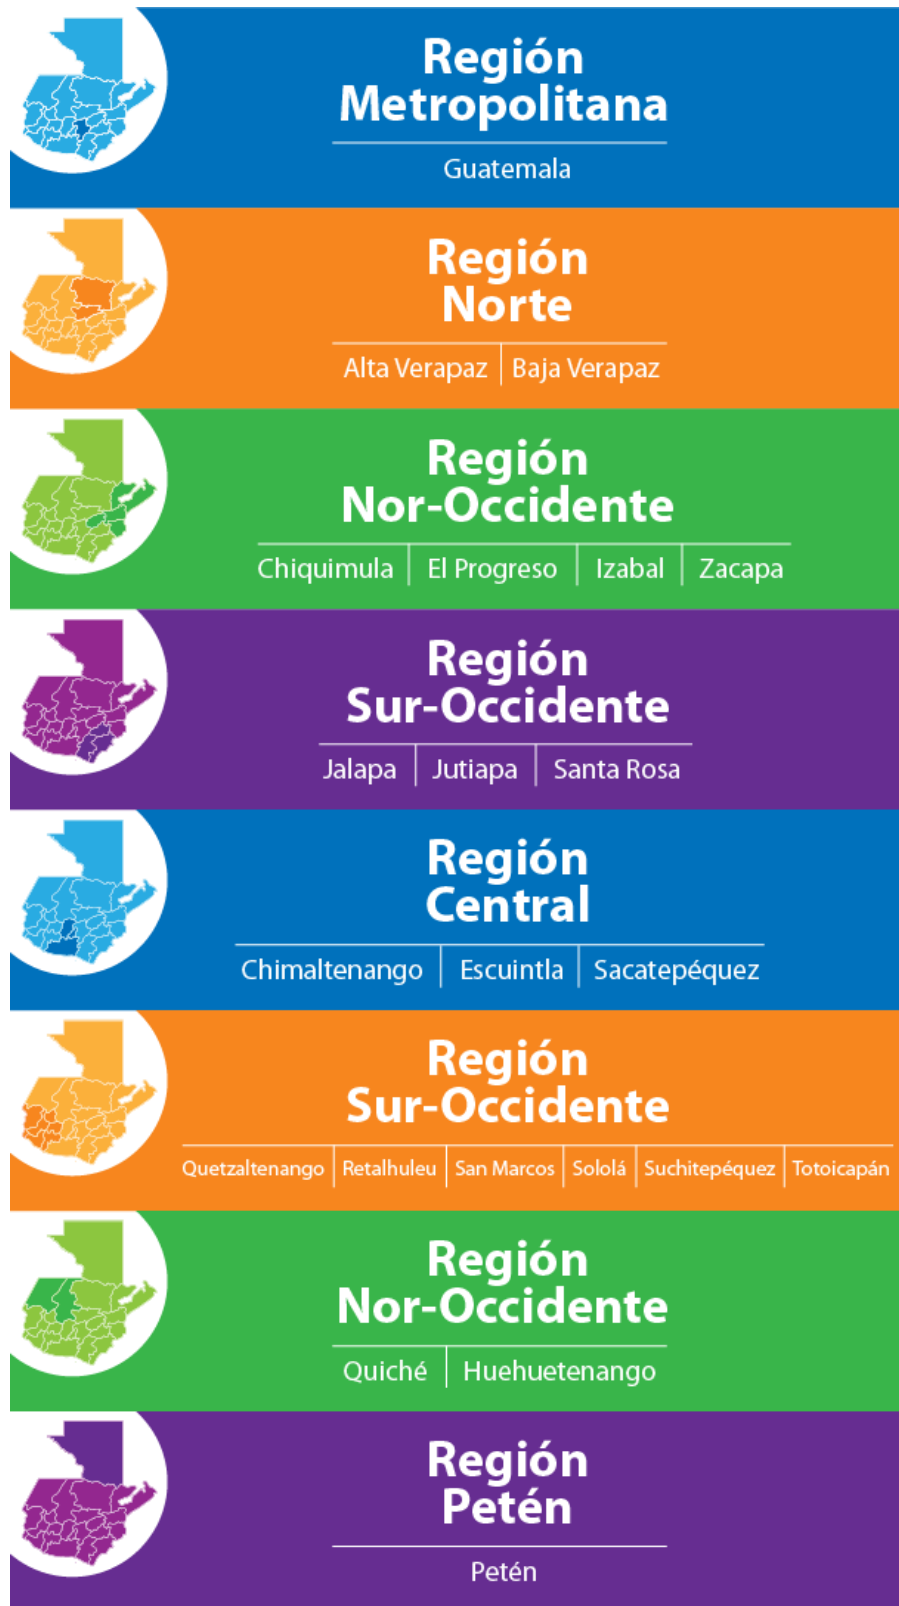 Región
Metropolitana
Guatemala
Región
Norte
Alta Verapaz Baja Verapaz
Región
Nor-Occidente
Chiquimula El Progreso Izabal Zacapa
Región
Sur-Occidente
Jalapa Jutiapa Santa Rosa
Región
Central
Chimaltenango Escuintla Sacatepéquez
Región
Sur-Occidente
Quetzaltenango Retalhuleu San Marcos Sololá Suchitepéquez Totoicapán
Región
Nor-Occidente
Quiché Huehuetenango
Región
Petén
Petén